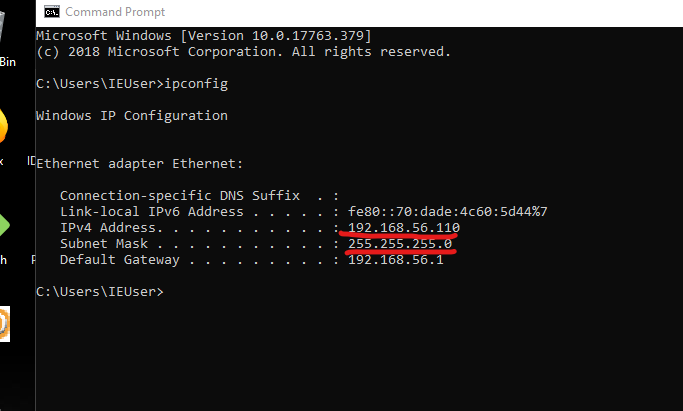 Command Prompt
Microsoft Windows [Version 10.0.17763.379]
(c) 2018 Microsoft Corporation. All rights reserved.
Bin
C:\Users\IEUser>ipconfig
Windows IP Configuration
x
ID
Ethernet adapter Ethernet:
Connection-specific DNS Suffix  . :
Link-local IPv6 Address . . . . . : fe80::70:dade:4c60:5d44%7
IPv4 Address. . . . . . . . . . . : 192.168.56.110
Subnet Mask . . . . . . . . . . . : 255.255.255.0
Default Gateway . . . . . . . . . : 192.168.56.1
h
C:\Users\IEUser>